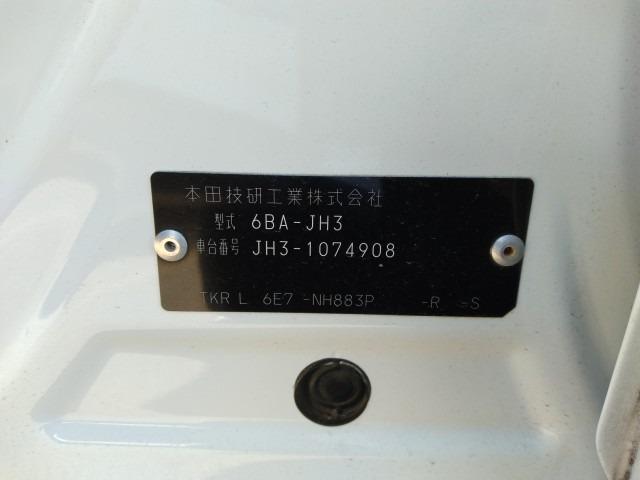 本田技研工業株式会社
型式 6BA-JH3
車台番号 JH3-1074908
TKR L 6E7 -NH883P -R -S